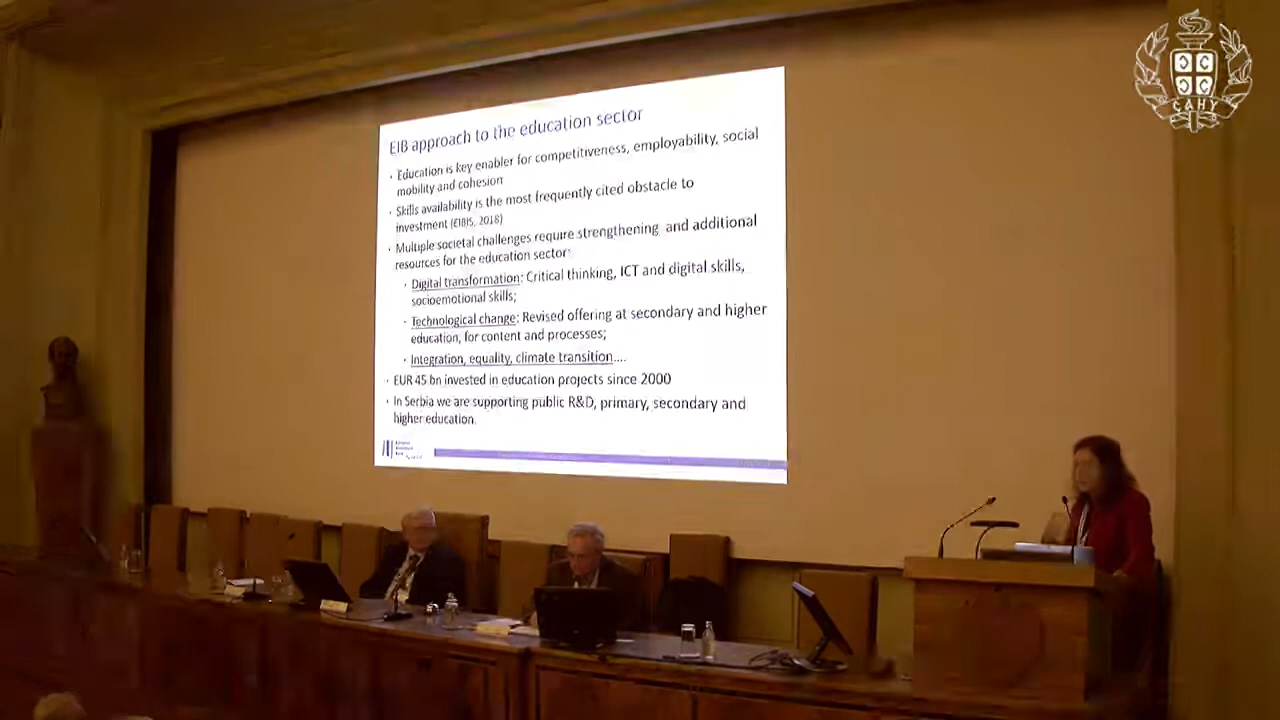 EIB approach to the education sector
• Education is key enabler for competitiveness, employability, social
mobility and cohesion
• Skills availability is the most frequently cited obstacle to
investment (EIBIS, 2018)
• Multiple societal challenges require strengthening and additional
resources for the education sector:
• Digital transformation: Critical thinking, ICT and digital skills,
socioemotional skills;
• Technological change: Revised offering at secondary and higher
education, for content and processes;
• Integration, equality, climate transition....
• EUR 45 bn invested in education projects since 2000
• In Serbia we are supporting public R&D, primary, secondary and
higher education.
European
Investment
Bank
САНУ